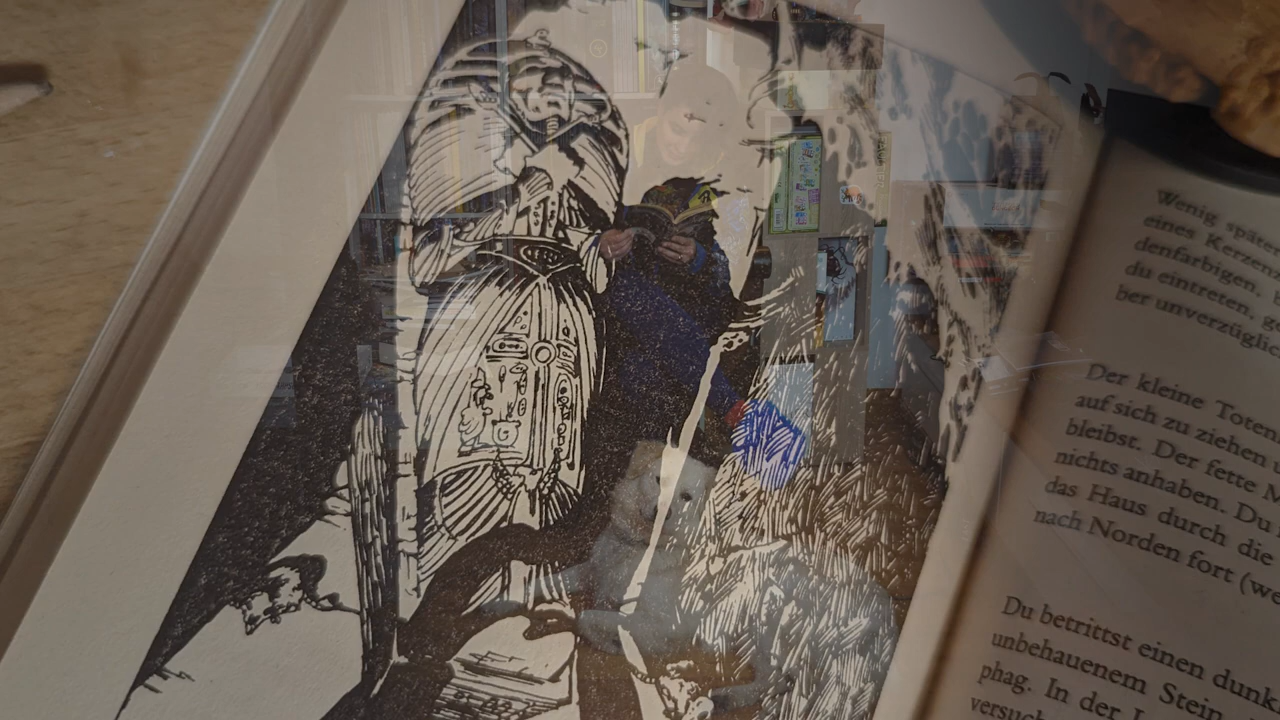 Wenig späte
eines Kerzen
denfarbigen,
du eintreten, g
ber unverzüglic
Der kleine Toten
auf sich zu ziehen
bleibst. Der fette M
nichts anhaben. Du
das Haus durch die
nach Norden fort (we
Du betrittst einen dunk
unbehauenem Stein
phag. In der
versuch